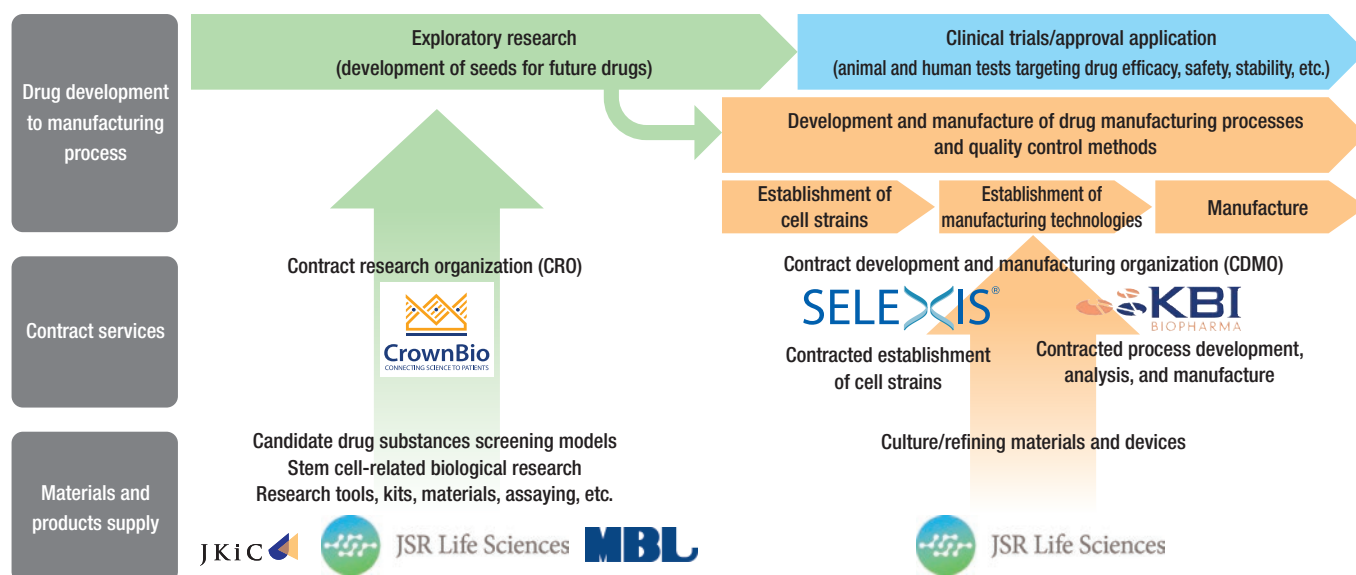 Drug development
to manufacturing
process
Exploratory research
(development of seeds for future drugs)
Clinical trials/approval application
(animal and human tests targeting drug efficacy, safety, stability, etc.)
Development and manufacture of drug manufacturing processes
and quality control methods
Establishment of
cell strains
Establishment of
manufacturing technologies
Manufacture
Contract services
Contract research organization (CRO)
CrownBio
CONNECTING SCIENCE TO PATIENTS
Contract development and manufacturing organization (CDMO)
SELEXIS®
Contracted establishment
of cell strains
KBI
BIOPHARMA
Contracted process development,
analysis, and manufacture
Materials and
products supply
Candidate drug substances screening models
Stem cell-related biological research
Research tools, kits, materials, assaying, etc.
JKiC
JSR Life Sciences
MBL
Culture/refining materials and devices
JSR Life Sciences